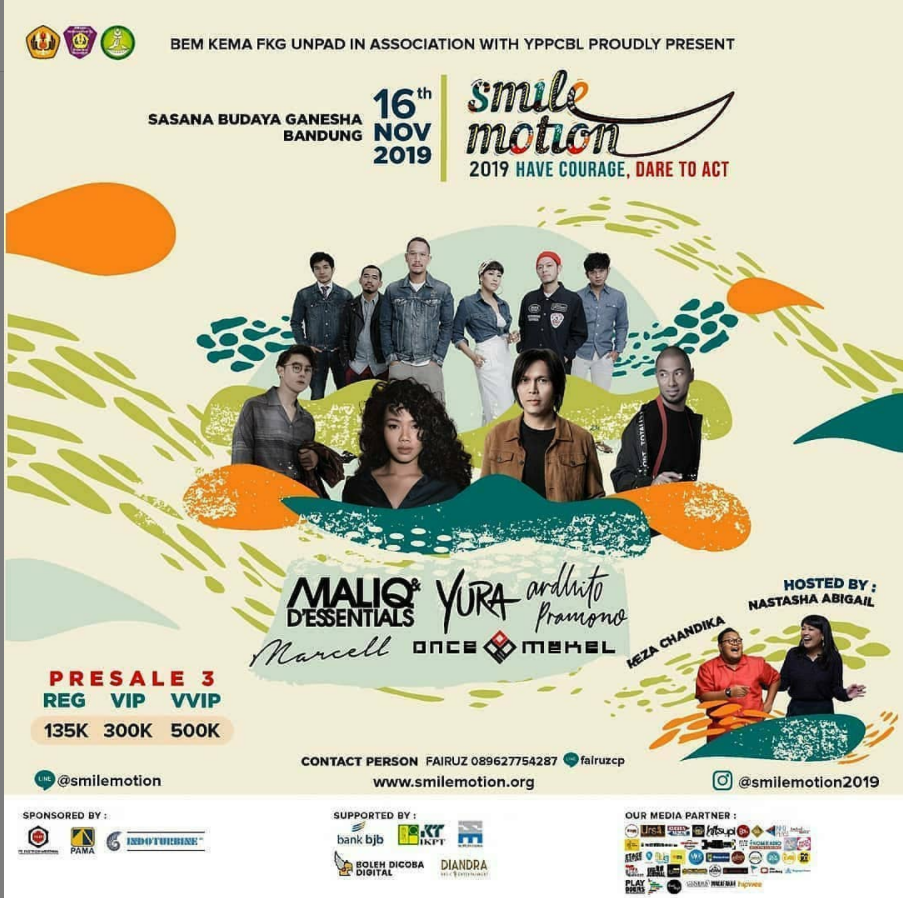 BEM KEMA FKG UNPAD IN ASSOCIATION WITH YPPCBL PROUDLY PRESENT
SASANA BUDAYA GANESHA
BANDUNG
16th
NOV
2019
smile
motion
2019 HAVE COURAGE, DARE TO ACT
MALIQ &
D'ESSENTIALS
YURA
ardhito
Pramono
Marcell
ONCE MEKEL
HOSTED BY :
NASTASHA ABIGAIL
KEZA CHANDIKA
PRESALE 3
REG VIP VVIP
135K 300K 500K
CONTACT PERSON FAIRUZ 089627754287 LINE fairuzcp
LINE @smilemotion
www.smilemotion.org
@smilemotion2019
SPONSORED BY :
PAMA
INDOTURBINE
SUPPORTED BY :
bank bjb
IKPT
BOLEH DICOBA
DIGITAL
DIANDRA
OUR MEDIA PARTNER :